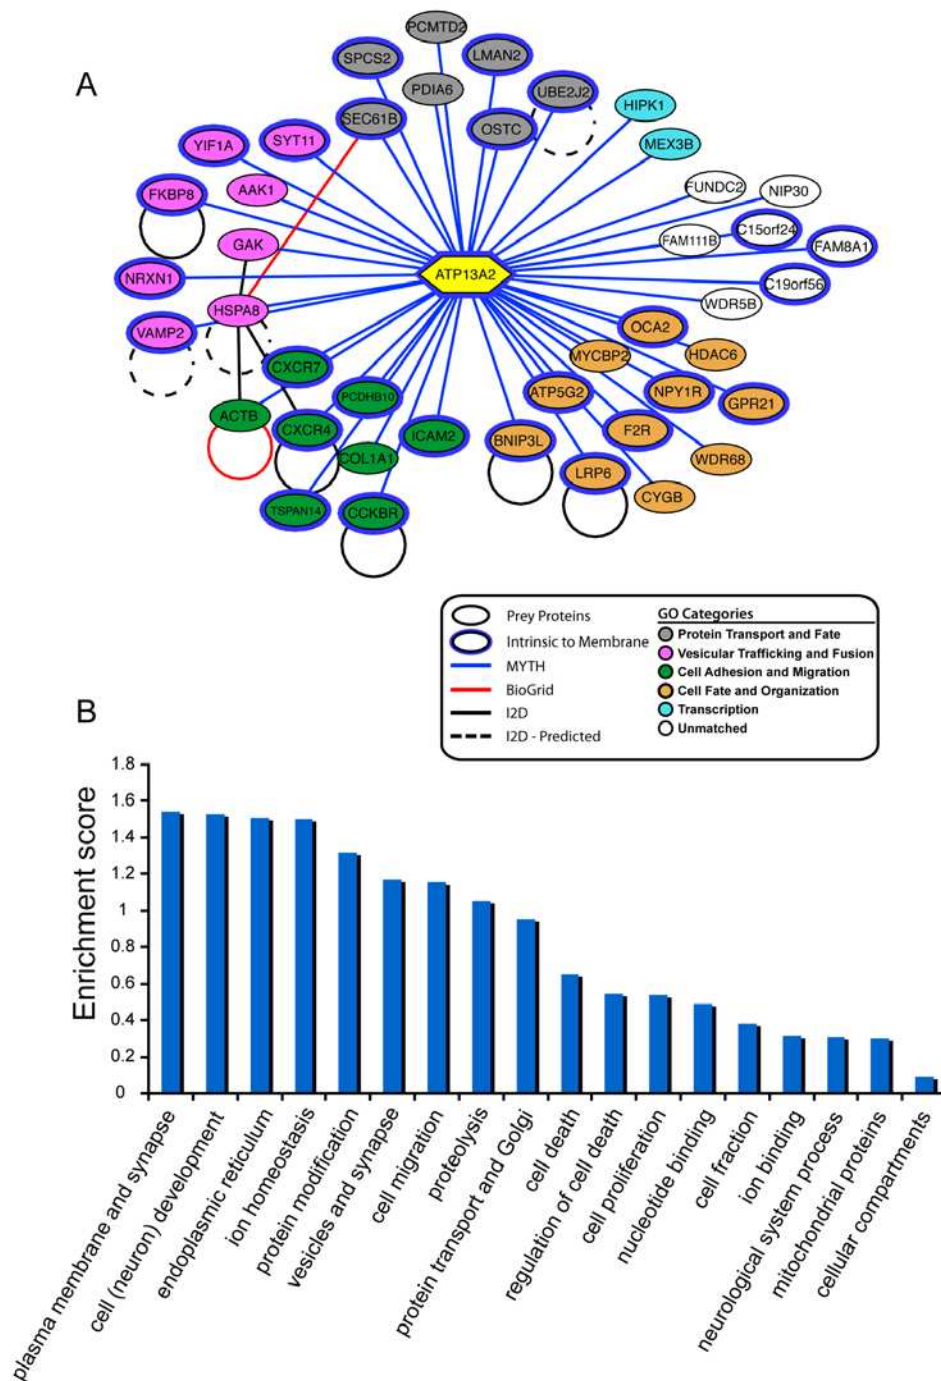 A
PCMTD2
SPCS2
LMAN2
PDIA6
UBE2J2
SEC61B
OSTC
HIPK1
YIF1A
SYT11
MEX3B
FKBP8
AAK1
FUNDC2
NIP30
GAK
FAM111B
C15orf24
FAM8A1
NRXN1
ATP13A2
C19orf56
HSPA8
WDR5B
VAMP2
OCA2
CXCR7
MYCBP2
HDAC6
PCDHB10
ATP5G2
NPY1R
GPR21
ACTB
CXCR4
ICAM2
BNIP3L
F2R
COL1A1
WDR68
LRP6
CYGB
TSPAN14
CCKBR
Prey Proteins
Intrinsic to Membrane
MYTH
BioGrid
I2D
I2D - Predicted
GO Categories
Protein Transport and Fate
Vesicular Trafficking and Fusion
Cell Adhesion and Migration
Cell Fate and Organization
Transcription
Unmatched
B
Enrichment score
1.8
1.6
1.4
1.2
1
0.8
0.6
0.4
0.2
0
plasma membrane and synapse
cell (neuron) development
endoplasmic reticulum
ion homeostasis
protein modification
vesicles and synapse
cell migration
proteolysis
protein transport and Golgi
cell death
regulation of cell death
cell proliferation
nucleotide binding
cell fraction
ion binding
neurological system process
mitochondrial proteins
cellular compartments